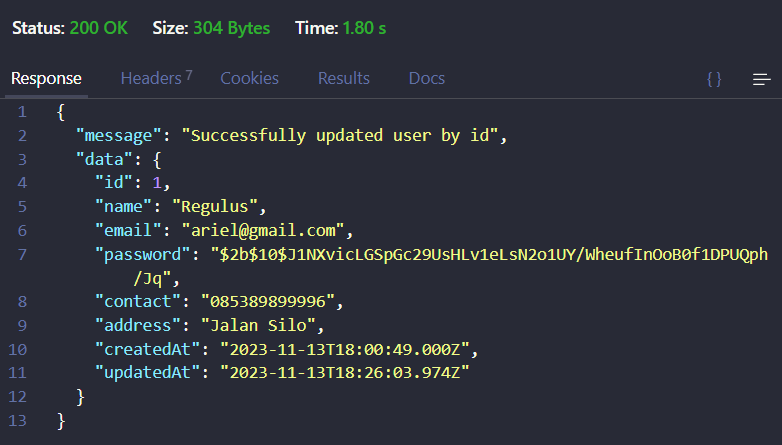 Status: 200 OK Size: 304 Bytes Time: 1.80 s
Response Headers 7 Cookies Results Docs { }
1 {
2 "message": "Successfully updated user by id",
3 "data": {
4 "id": 1,
5 "name": "Regulus",
6 "email": "ariel@gmail.com",
7 "password": "$2b$10$J1NXvicLGSpGc29UsHLv1eLsN2o1UY/WheufInOoB0f1DPUQph
/Jq",
8 "contact": "085389899996",
9 "address": "Jalan Silo",
10 "createdAt": "2023-11-13T18:00:49.000Z",
11 "updatedAt": "2023-11-13T18:26:03.974Z"
12 }
13 }